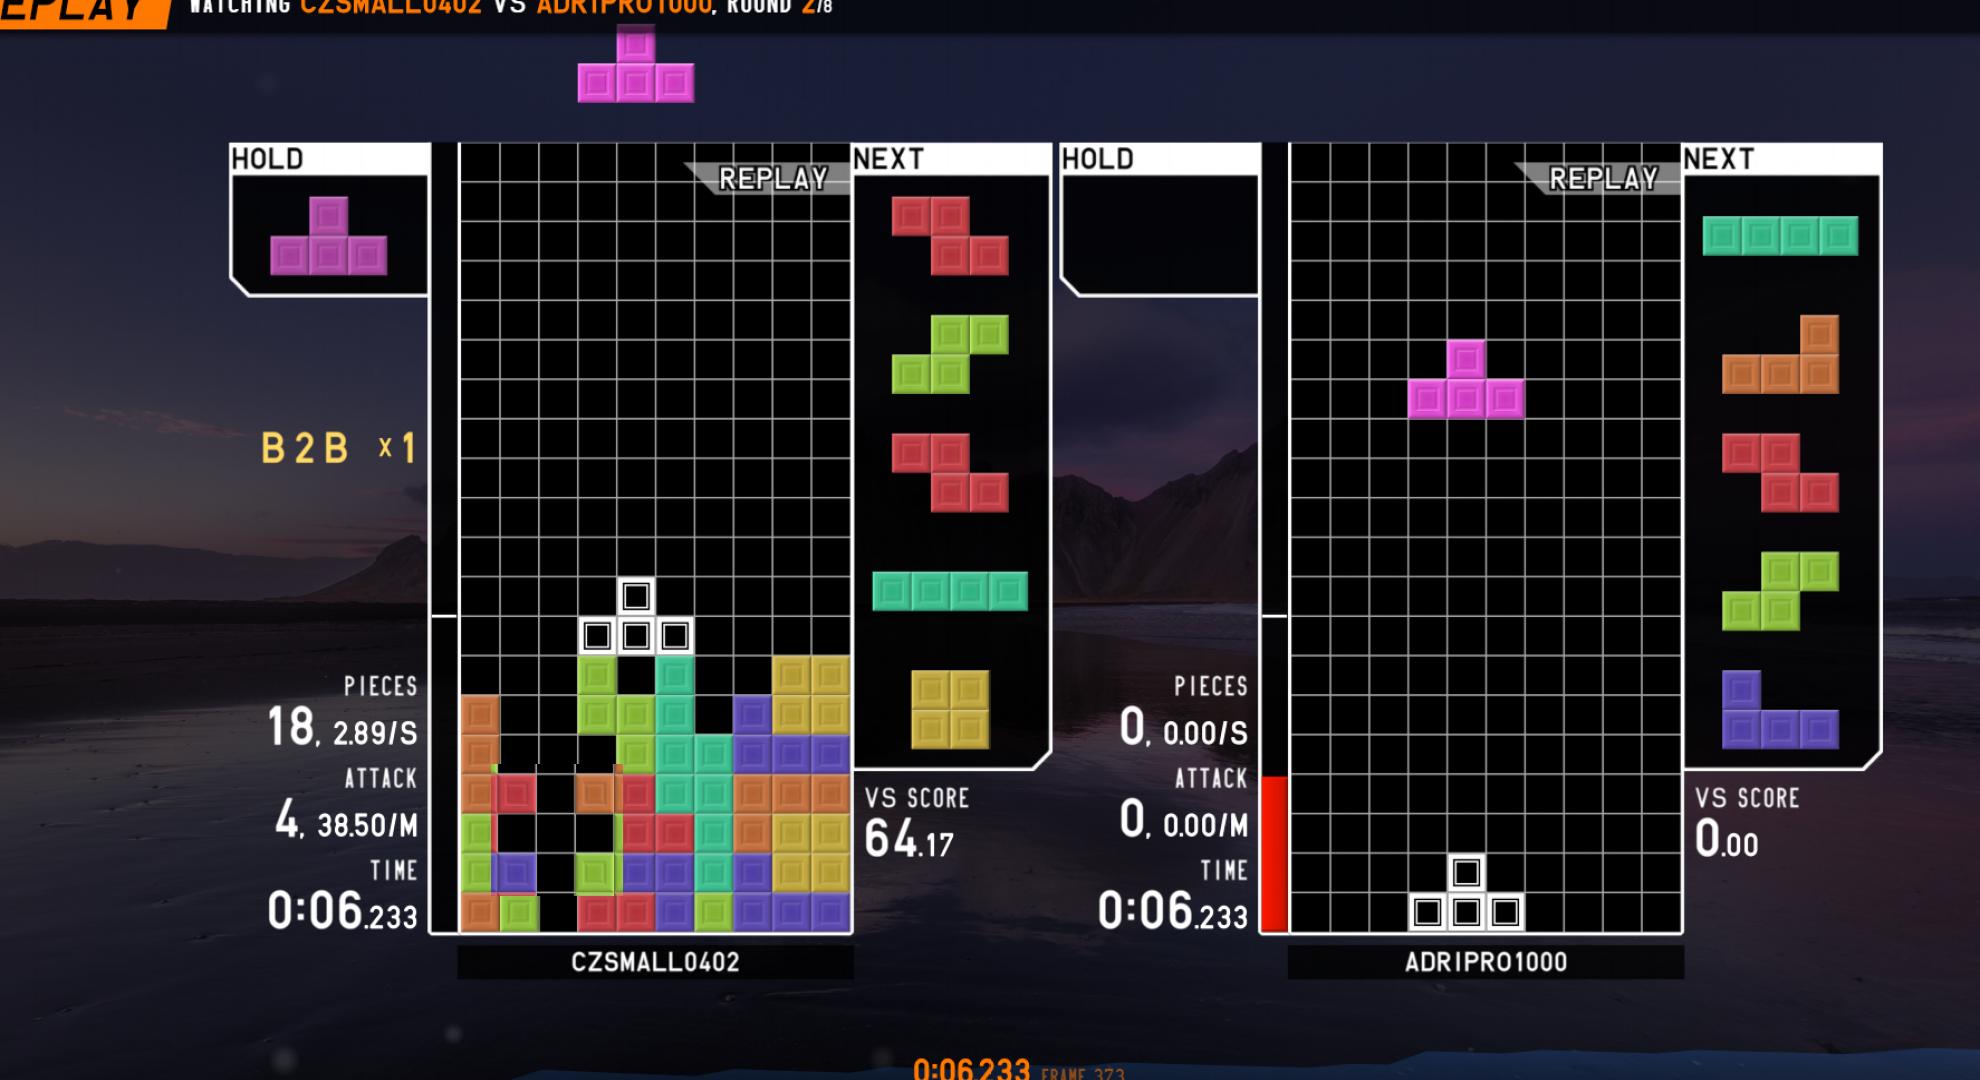 EPLAY WATCHING CZSMALL0402 VS ADRIPRO1000, ROUND 2/8
HOLD
REPLAY
NEXT
B2B x1
PIECES
18, 2.89/S
ATTACK
4, 38.50/M
TIME
0:06.233
VS SCORE
64.17
CZSMALL0402
HOLD
REPLAY
NEXT
PIECES
0, 0.00/S
ATTACK
0, 0.00/M
TIME
0:06.233
VS SCORE
0.00
ADRIPRO1000
0:06.233 FRAME 373